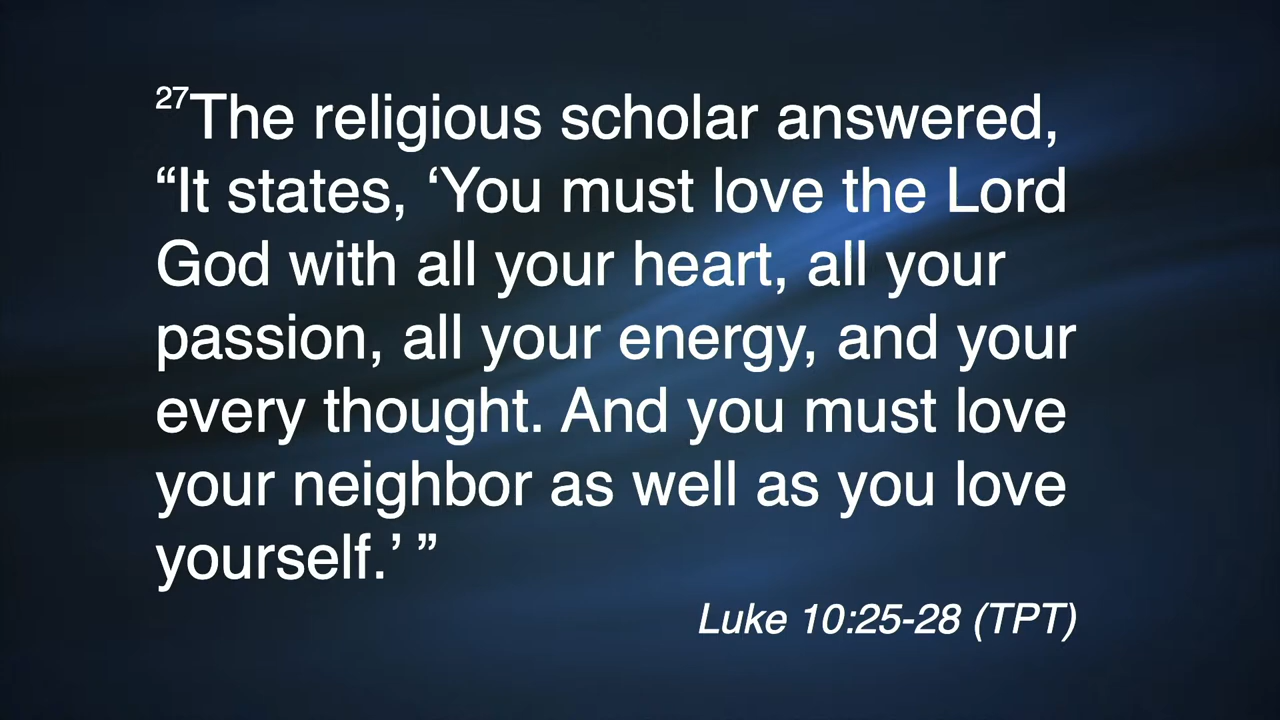 27The religious scholar answered,
“It states, ‘You must love the Lord
God with all your heart, all your
passion, all your energy, and your
every thought. And you must love
your neighbor as well as you love
yourself.’ ”
Luke 10:25-28 (TPT)